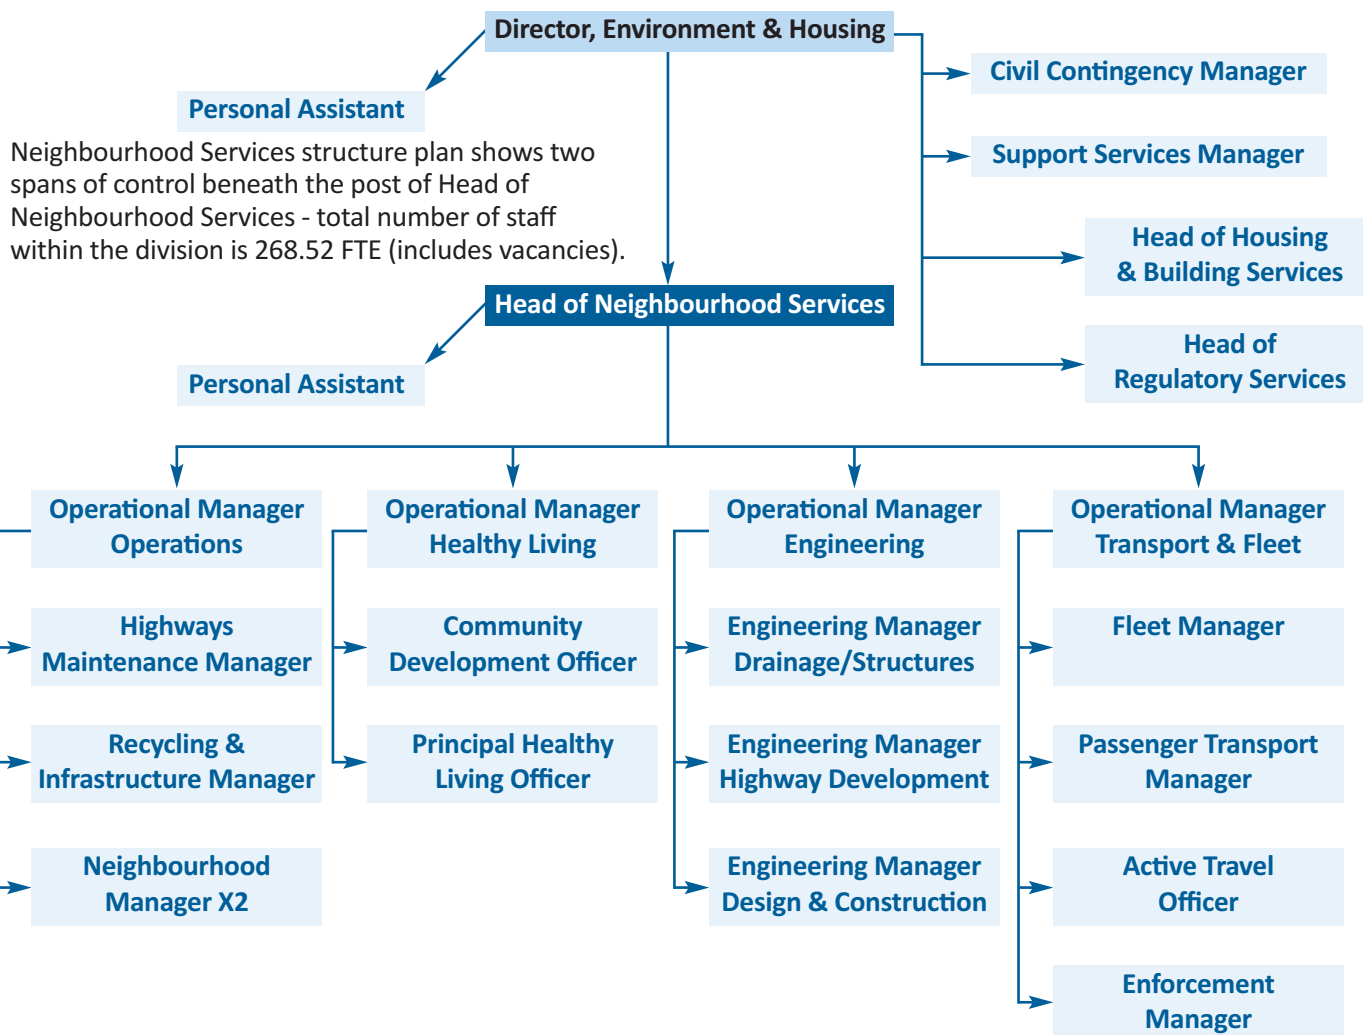 Director, Environment & Housing
Civil Contingency Manager
Personal Assistant
Neighbourhood Services structure plan shows two
spans of control beneath the post of Head of
Neighbourhood Services - total number of staff
within the division is 268.52 FTE (includes vacancies).
Support Services Manager
Head of Housing
& Building Services
Head of Neighbourhood Services
Head of
Regulatory Services
Personal Assistant
Operational Manager
Operations
Operational Manager
Healthy Living
Operational Manager
Engineering
Operational Manager
Transport & Fleet
Highways
Maintenance Manager
Community
Development Officer
Engineering Manager
Drainage/Structures
Fleet Manager
Recycling &
Infrastructure Manager
Principal Healthy
Living Officer
Engineering Manager
Highway Development
Passenger Transport
Manager
Neighbourhood
Manager X2
Engineering Manager
Design & Construction
Active Travel
Officer
Enforcement
Manager